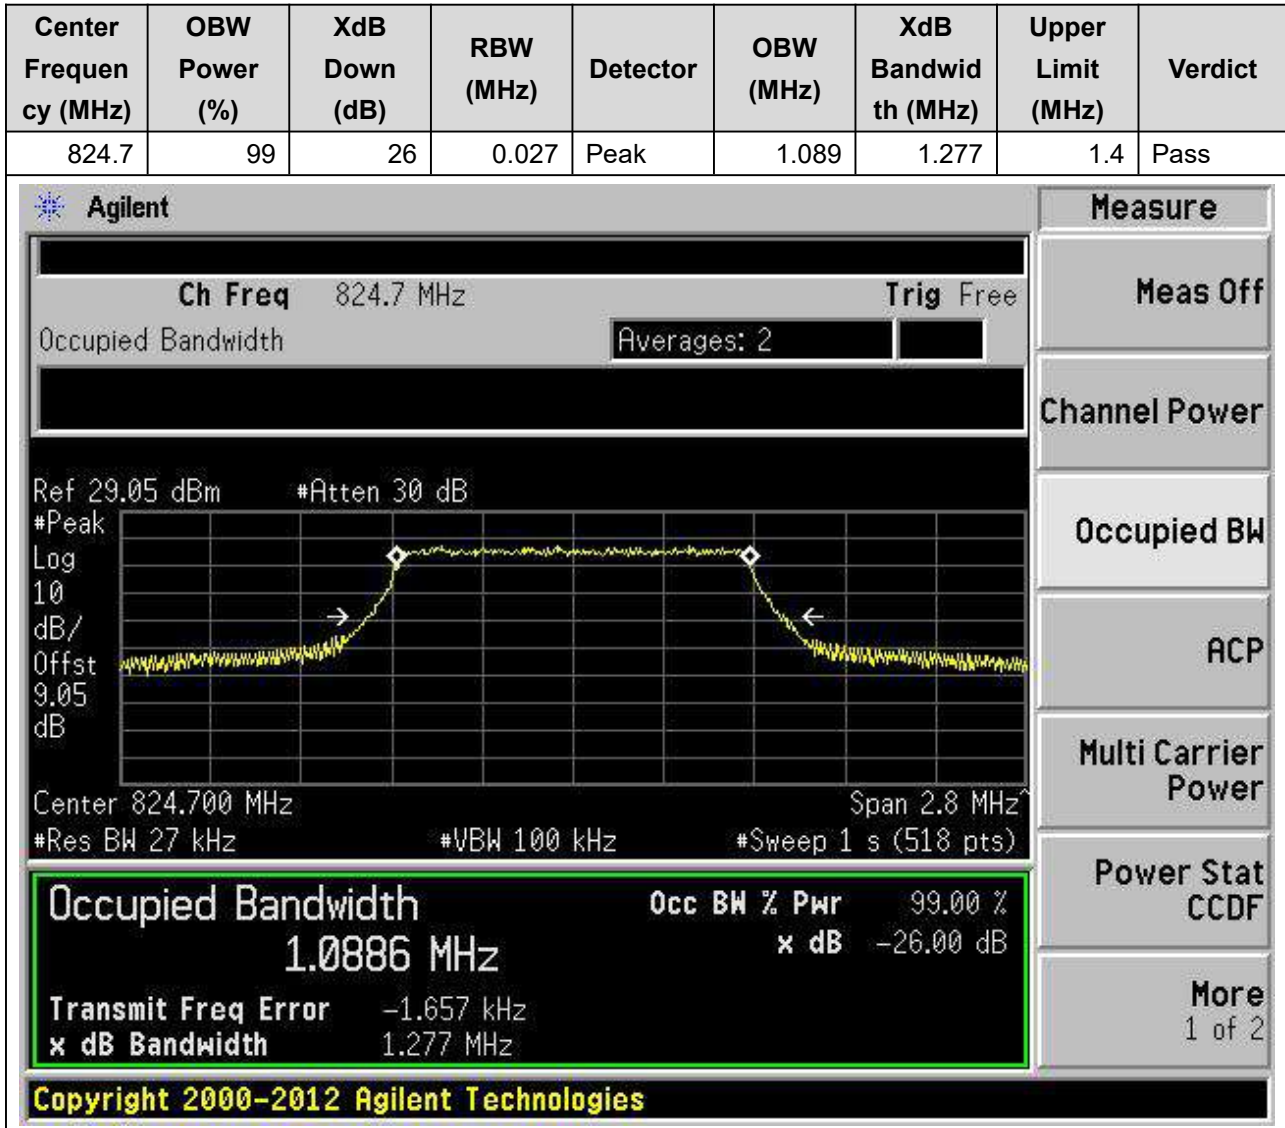 Center Frequen cy (MHz) OBW Power (%) XdB Down (dB) RBW (MHz) Detector OBW (MHz) XdB Bandwid th (MHz) Upper Limit (MHz) Verdict
824.7 99 26 0.027 Peak 1.089 1.277 1.4 Pass
Agilent
Measure
Ch Freq 824.7 MHz Trig Free
Occupied Bandwidth Averages: 2
Ref 29.05 dBm #Atten 30 dB
#Peak
Log
10
dB/
Offst
9.05
dB
Center 824.700 MHz Span 2.8 MHz^
#Res BW 27 kHz #VBW 100 kHz #Sweep 1 s (518 pts)
Occupied Bandwidth Occ BW % Pwr 99.00 %
1.0886 MHz x dB -26.00 dB
Transmit Freq Error -1.657 kHz
x dB Bandwidth 1.277 MHz
Meas Off
Channel Power
Occupied BW
ACP
Multi Carrier
Power
Power Stat
CCDF
More
1 of 2
Copyright 2000-2012 Agilent Technologies